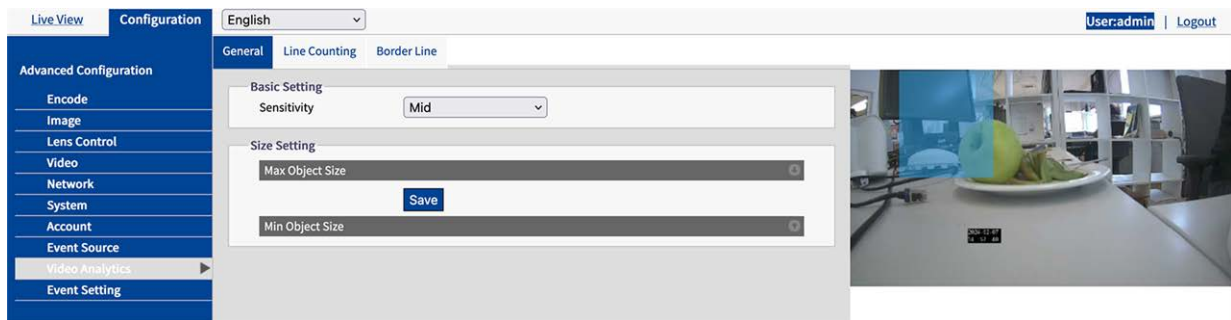 Live View Configuration English User:admin | Logout
General Line Counting Border Line
Advanced Configuration
Encode
Image
Lens Control
Video
Network
System
Account
Event Source
Video Analytics
Event Setting
Basic Setting
Sensitivity Mid
Size Setting
Max Object Size
Save
Min Object Size